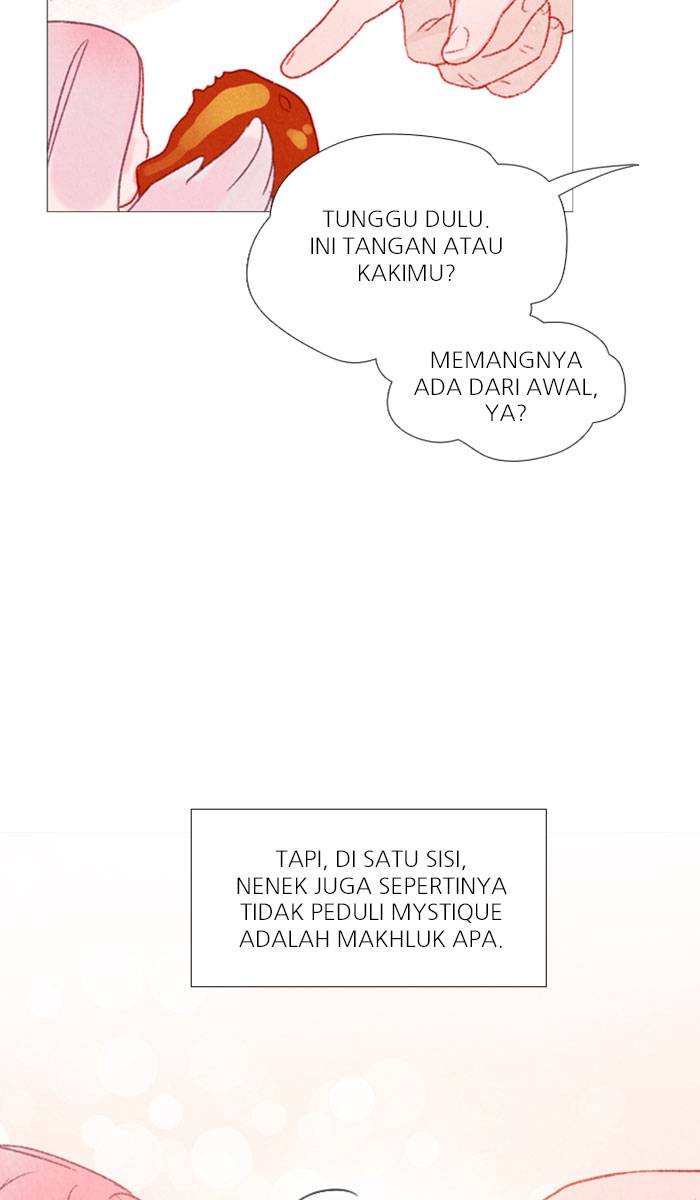 TUNGGU DULU.
INI TANGAN ATAU
KAKIMU?
MEMANGNYA
ADA DARI AWAL,
YA?
TAPI, DI SATU SISI,
NENEK JUGA SEPERTINYA
TIDAK PEDULI MYSTIQUE
ADALAH MAKHLUK APA.